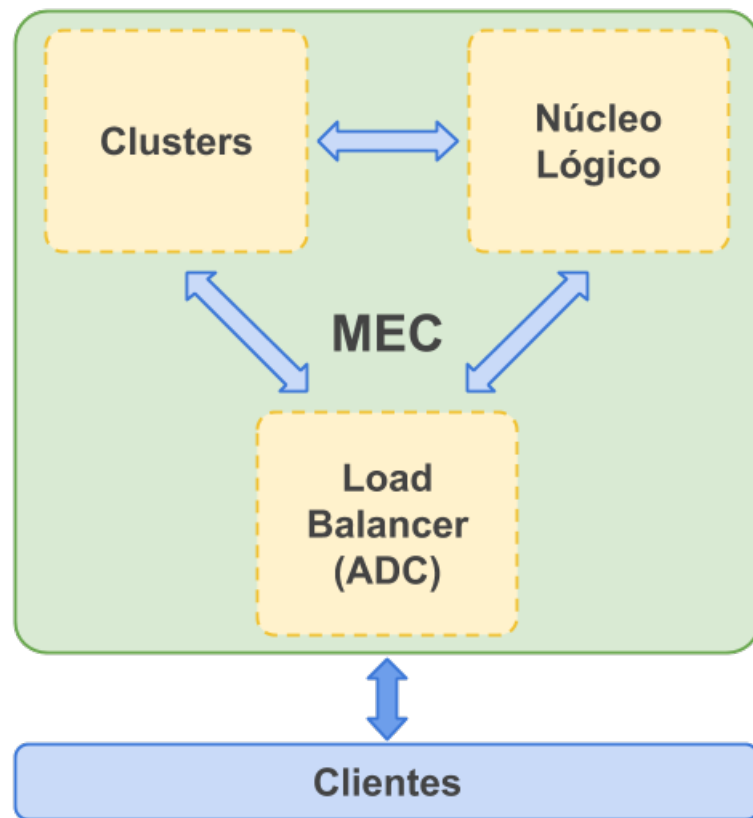 Clusters
Núcleo
Lógico
MEC
Load
Balancer
(ADC)
Clientes